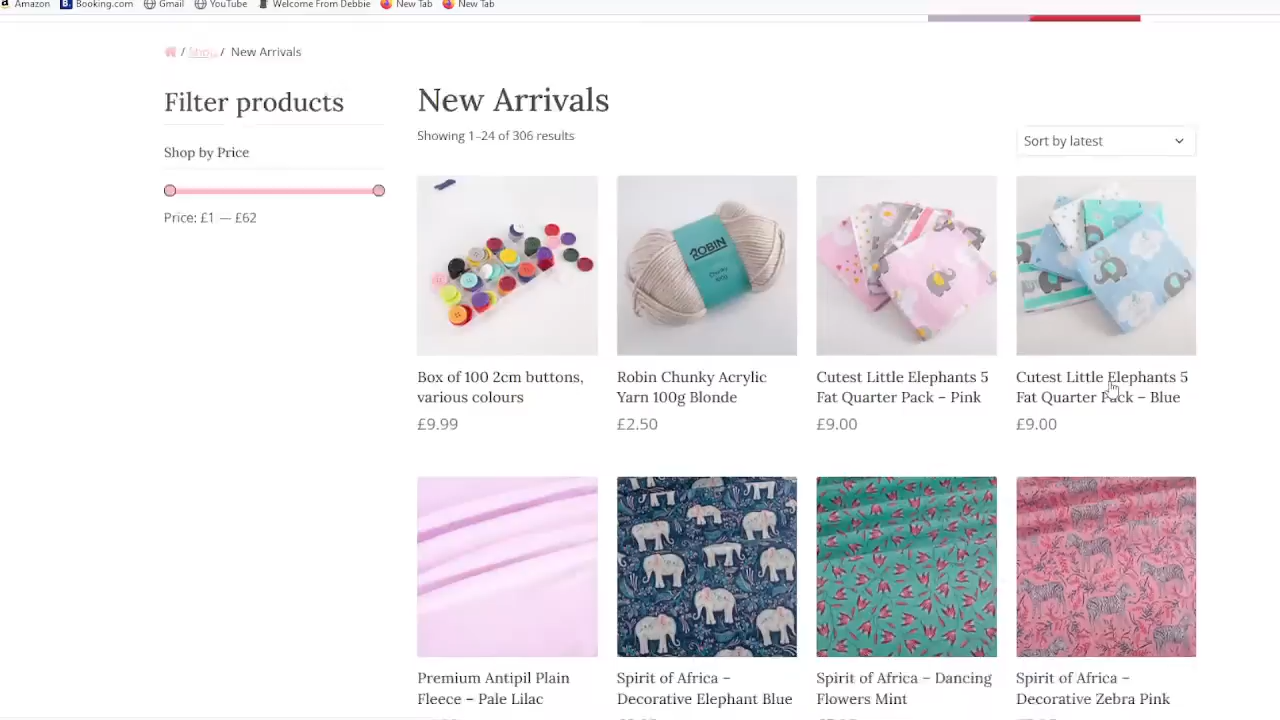 Amazon Booking.com Gmail YouTube Welcome From Debbie New Tab New Tab
/ Shop / New Arrivals
Filter products
Shop by Price
Price: £1 — £62
New Arrivals
Showing 1–24 of 306 results
Sort by latest
ROBIN
Chunky
Box of 100 2cm buttons,
various colours
£9.99
Robin Chunky Acrylic
Yarn 100g Blonde
£2.50
Cutest Little Elephants 5
Fat Quarter Pack – Pink
£9.00
Cutest Little Elephants 5
Fat Quarter Pack – Blue
£9.00
Premium Antipil Plain
Fleece – Pale Lilac
Spirit of Africa –
Decorative Elephant Blue
Spirit of Africa – Dancing
Flowers Mint
Spirit of Africa –
Decorative Zebra Pink